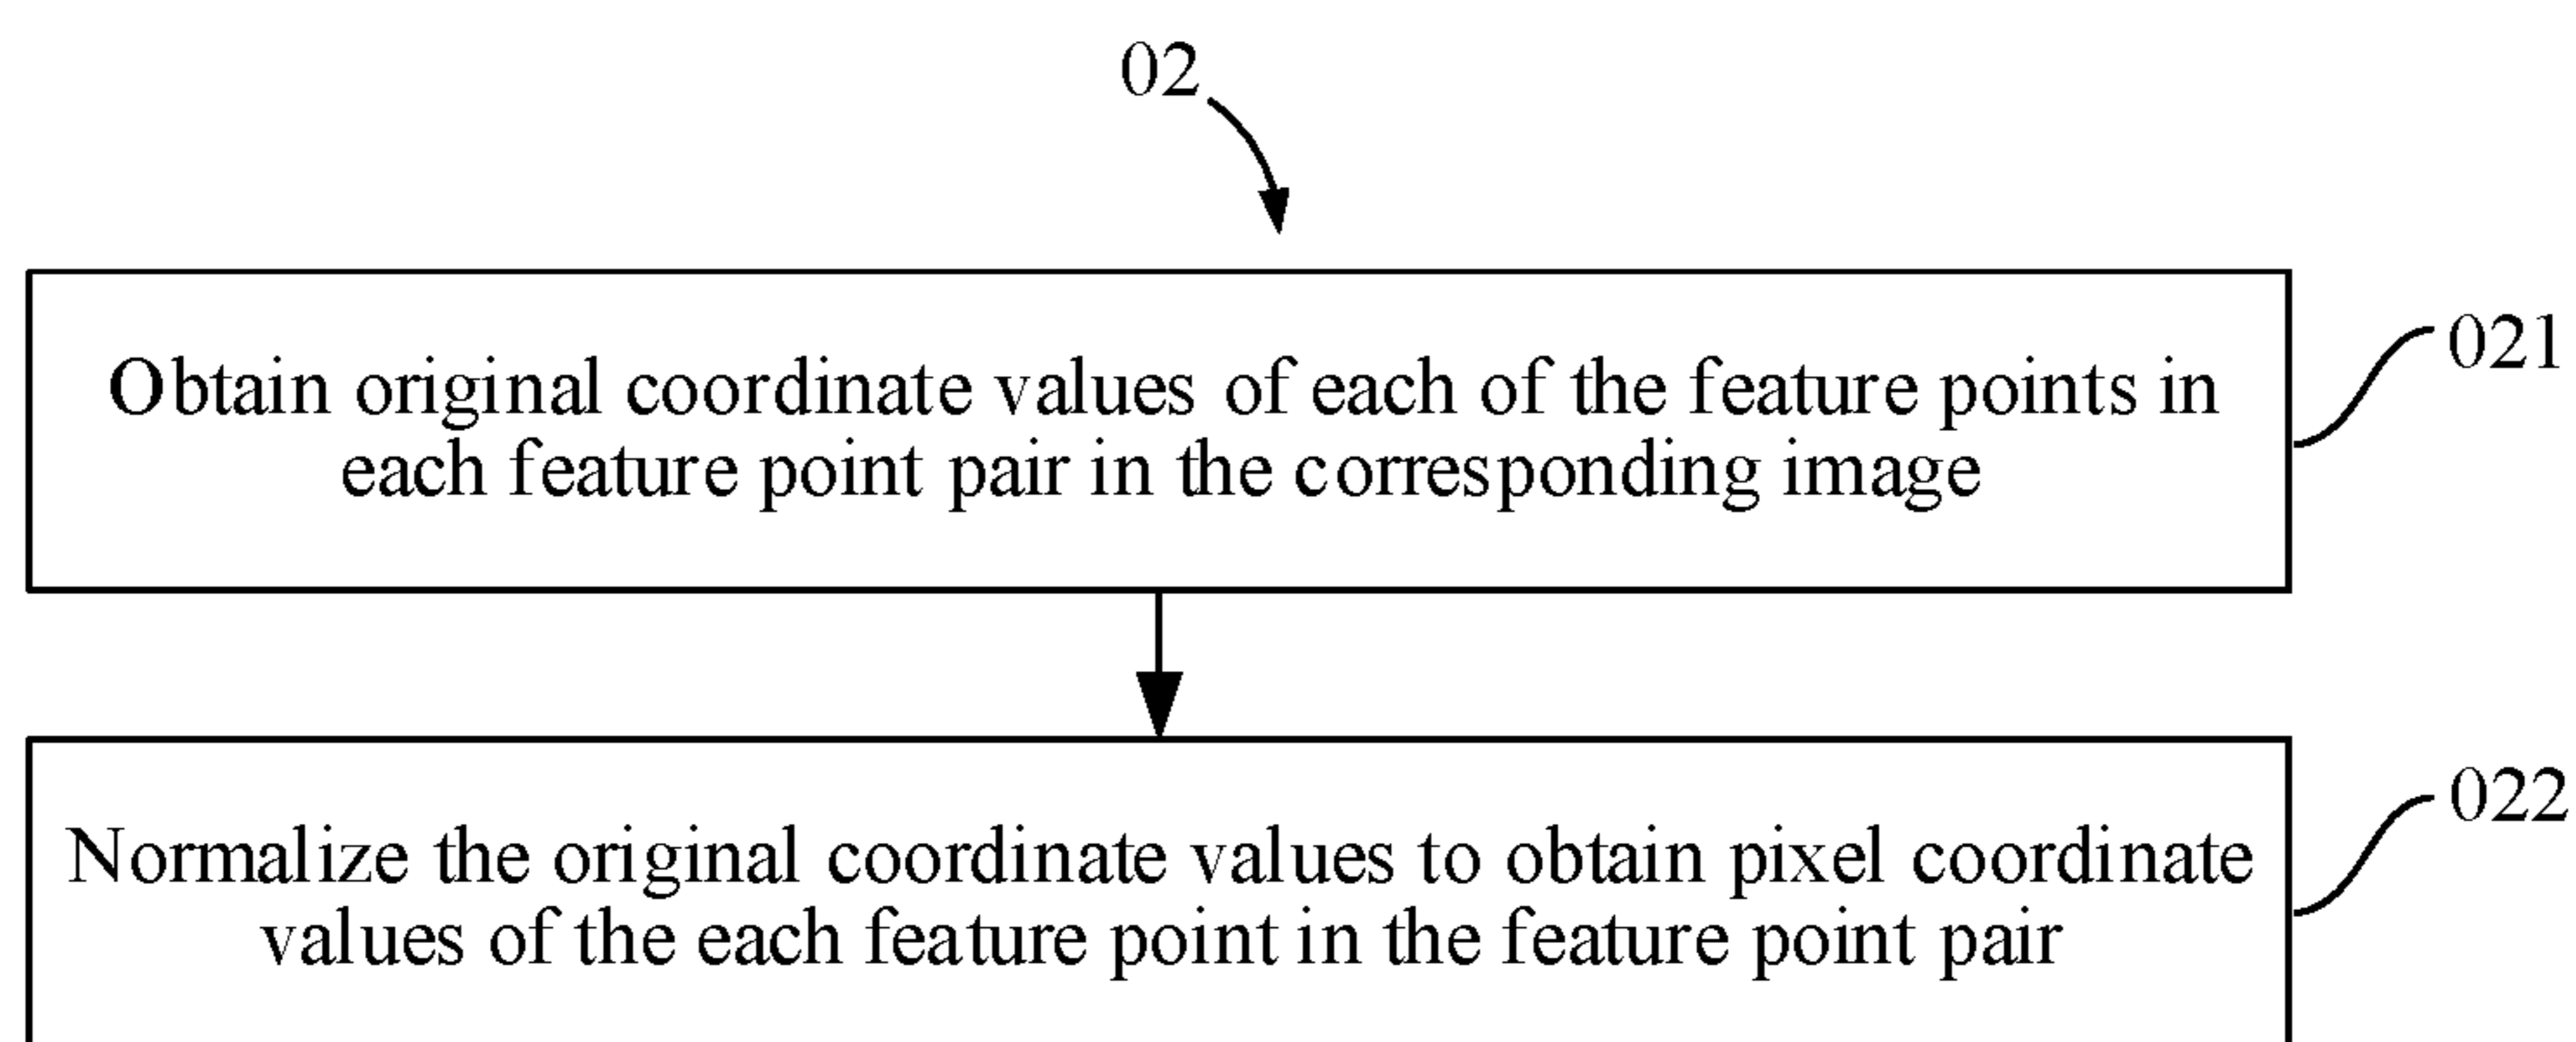 02
Obtain original coordinate values of each of the feature points in
each feature point pair in the corresponding image
021
Normalize the original coordinate values to obtain pixel coordinate
values of the each feature point in the feature point pair
022